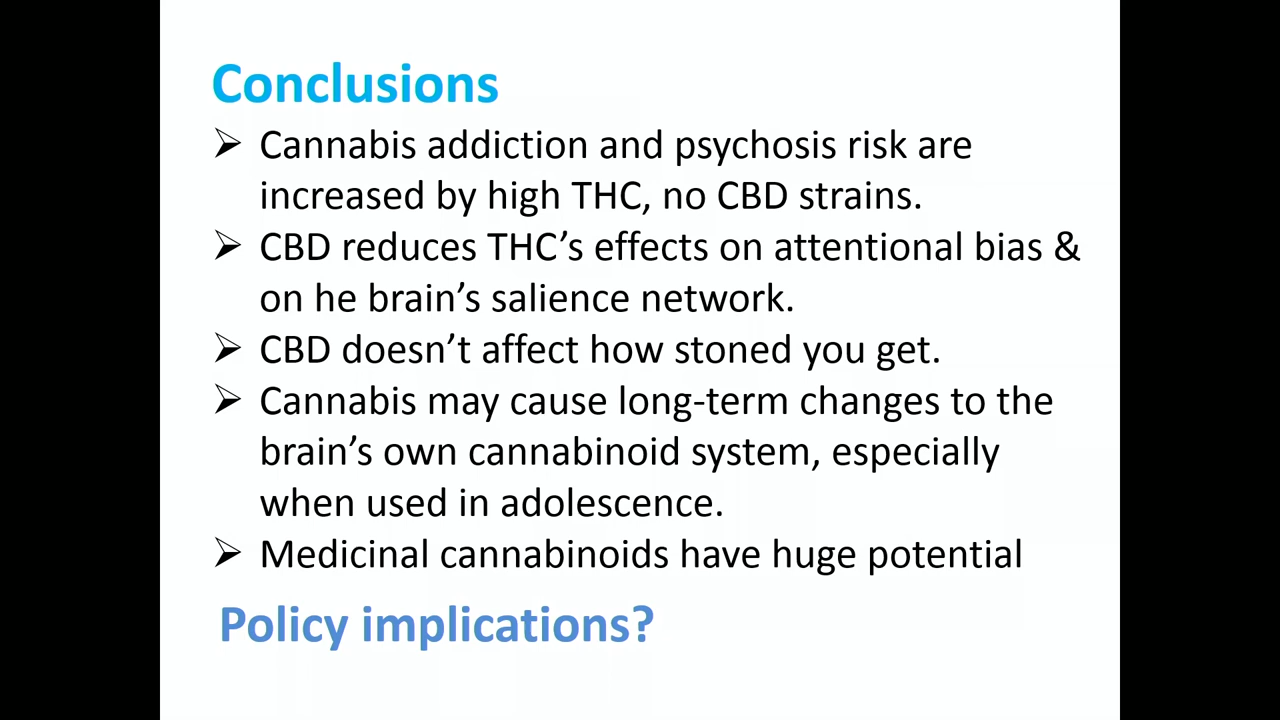 Conclusions
➢ Cannabis addiction and psychosis risk are
increased by high THC, no CBD strains.
➢ CBD reduces THC’s effects on attentional bias &
on he brain’s salience network.
➢ CBD doesn’t affect how stoned you get.
➢ Cannabis may cause long-term changes to the
brain’s own cannabinoid system, especially
when used in adolescence.
➢ Medicinal cannabinoids have huge potential
Policy implications?